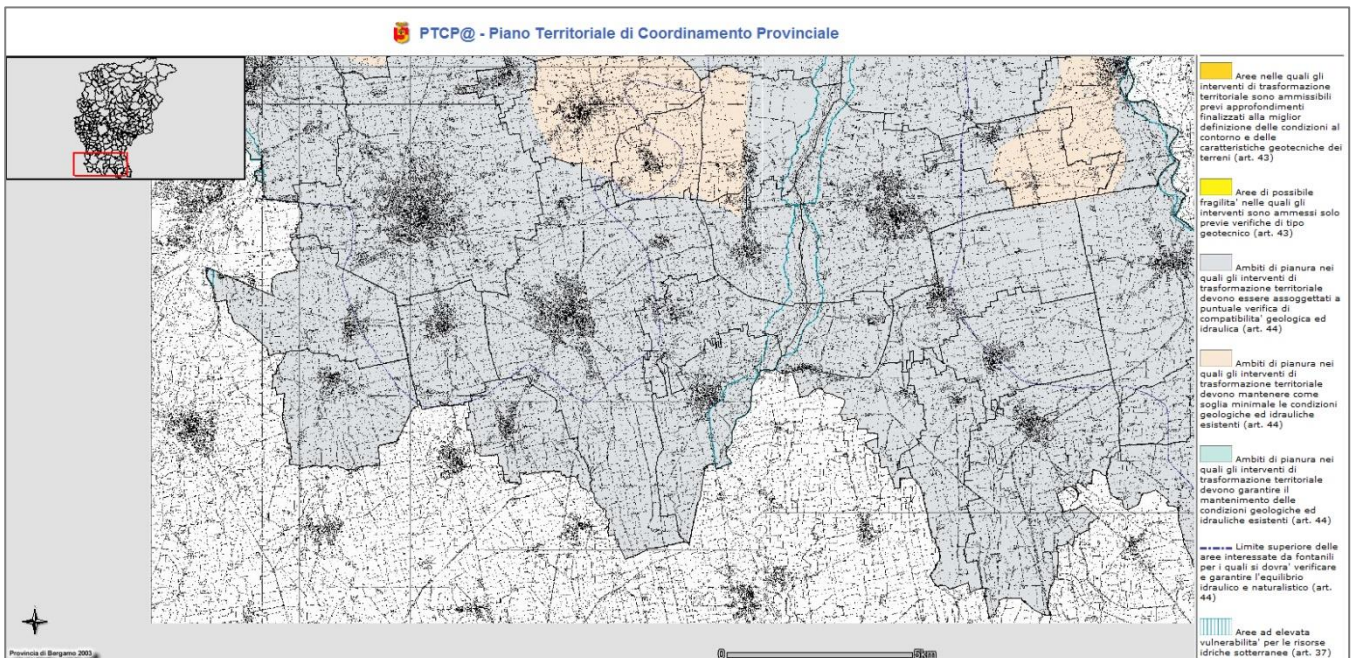 PTCP@ - Piano Territoriale di Coordinamento Provinciale
Aree nelle quali gli
interventi di trasformazione
territoriale sono ammissibili
previ approfondimenti
finalizzati alla miglior
definizione delle condizioni al
contorno e delle
caratteristiche geotecniche dei
terreni (art. 43)
Aree di possibile
fragilita' nelle quali gli
interventi sono ammessi solo
previe verifiche di tipo
geotecnico (art. 43)
Ambiti di pianura nei
quali gli interventi di
trasformazione territoriale
devono essere assoggettati a
puntuale verifica di
compatibilita' geologica ed
idraulica (art. 44)
Ambiti di pianura nei
quali gli interventi di
trasformazione territoriale
devono mantenere come
soglia minimale le condizioni
geologiche ed idrauliche
esistenti (art. 44)
Ambiti di pianura nei
quali gli interventi di
trasformazione territoriale
devono garantire il
mantenimento delle
condizioni geologiche ed
idrauliche esistenti (art. 44)
Limite superiore delle
aree interessate da fontanili
per i quali si dovra' verificare
e garantire l'equilibrio
idraulico e naturalistico (art.
44)
Aree ad elevata
vulnerabilita' per le risorse
idriche sotterranee (art. 37)
Provincia di Bergamo 2003
0 5km